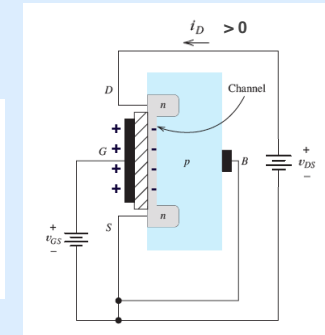 i_D > 0
D
n
Channel
+
+
+
+
-
-
-
-
G
p
B
+
v_DS
-
S
n
+
v_GS
-